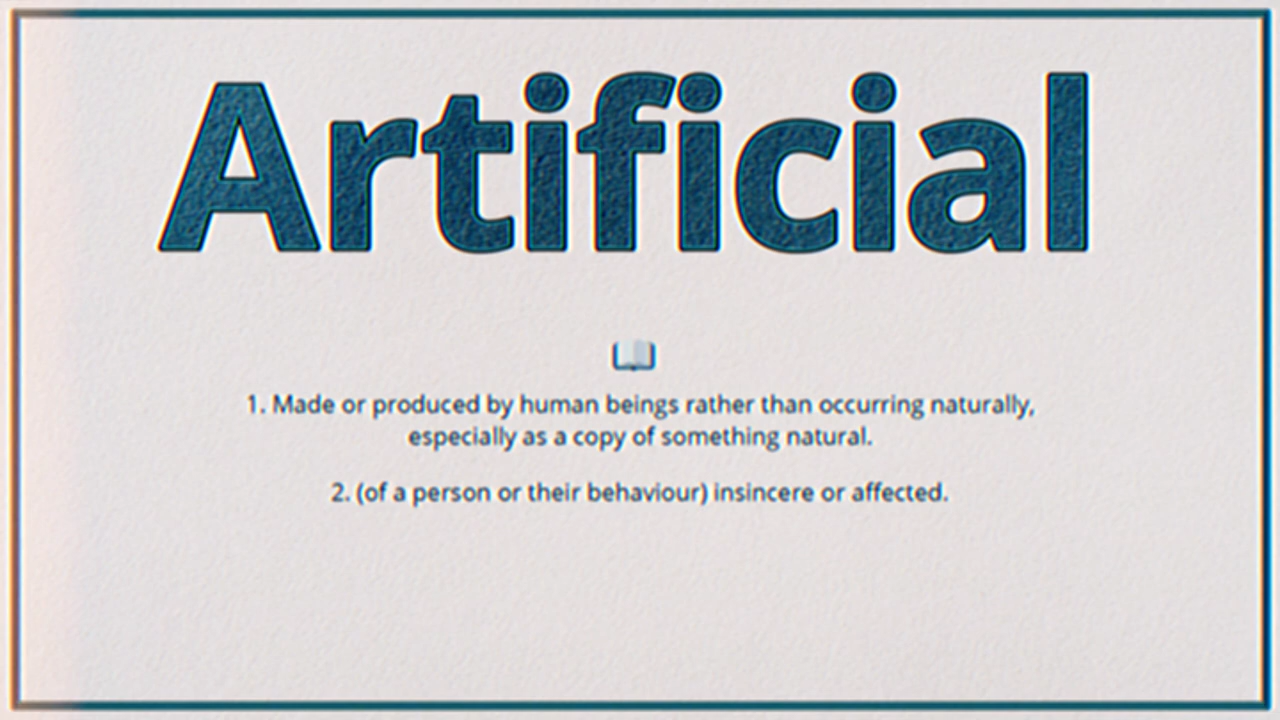 Artificial
1. Made or produced by human beings rather than occurring naturally,
especially as a copy of something natural.
2. (of a person or their behaviour) insincere or affected.